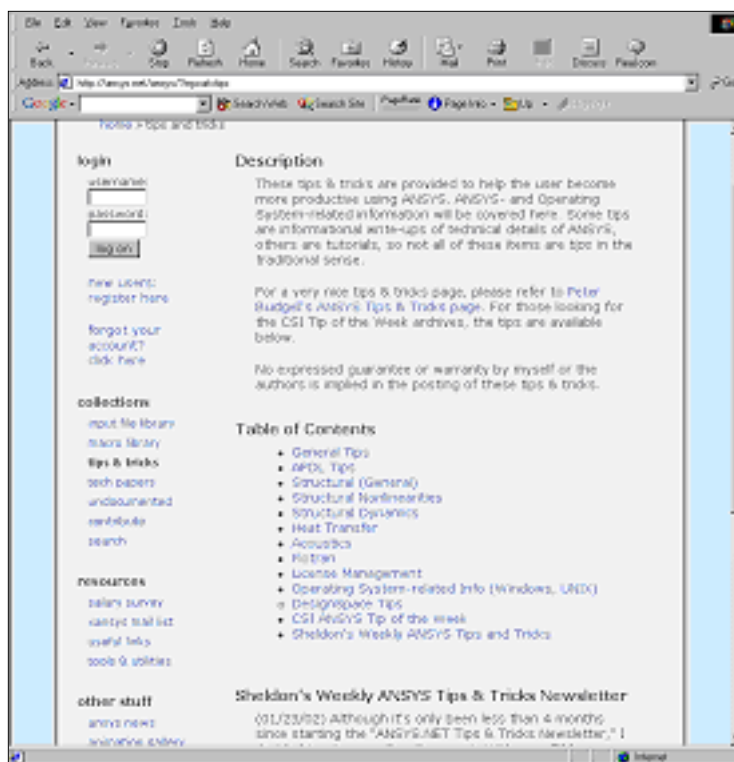 File Edit View Favorites Tools Help
Back Stop Refresh Home Search Favorites History Mail Print Discuss Real.com
Address
Google Search Web Search Site PageRank Page Info Up
home > tips and tricks
login
username:
password:
log on
new users:
register here
forgot your
account?
click here
collections
input file library
macro library
tips & tricks
tech papers
undocumented
contribute
search
resources
salary survey
xansys mail list
useful links
tools & utilities
other stuff
ansys news
animation gallery
Description
These tips & tricks are provided to help the user become
more productive using ANSYS. ANSYS- and Operating
System-related information will be covered here. Some tips
are informational write-ups of technical details of ANSYS,
others are tutorials, so not all of these items are tips in the
traditional sense.
For a very nice tips & tricks page, please refer to Peter
Budgell's ANSYS Tips & Tricks page. For those looking for
the CSI Tip of the Week archives, the tips are available
below.
No expressed guarantee or warranty by myself or the
authors is implied in the posting of these tips & tricks.
Table of Contents
General Tips
APDL Tips
Structural (General)
Structural Nonlinearities
Structural Dynamics
Heat Transfer
Acoustics
Flotran
License Management
Operating System-related Info (Windows, UNIX)
DesignSpace Tips
CSI ANSYS Tip of the Week
Sheldon's Weekly ANSYS Tips and Tricks
Sheldon's Weekly ANSYS Tips & Tricks Newsletter
(01/23/02) Although it's only been less than 4 months
since starting the "ANSYS.NET Tips & Tricks Newsletter," I
Internet